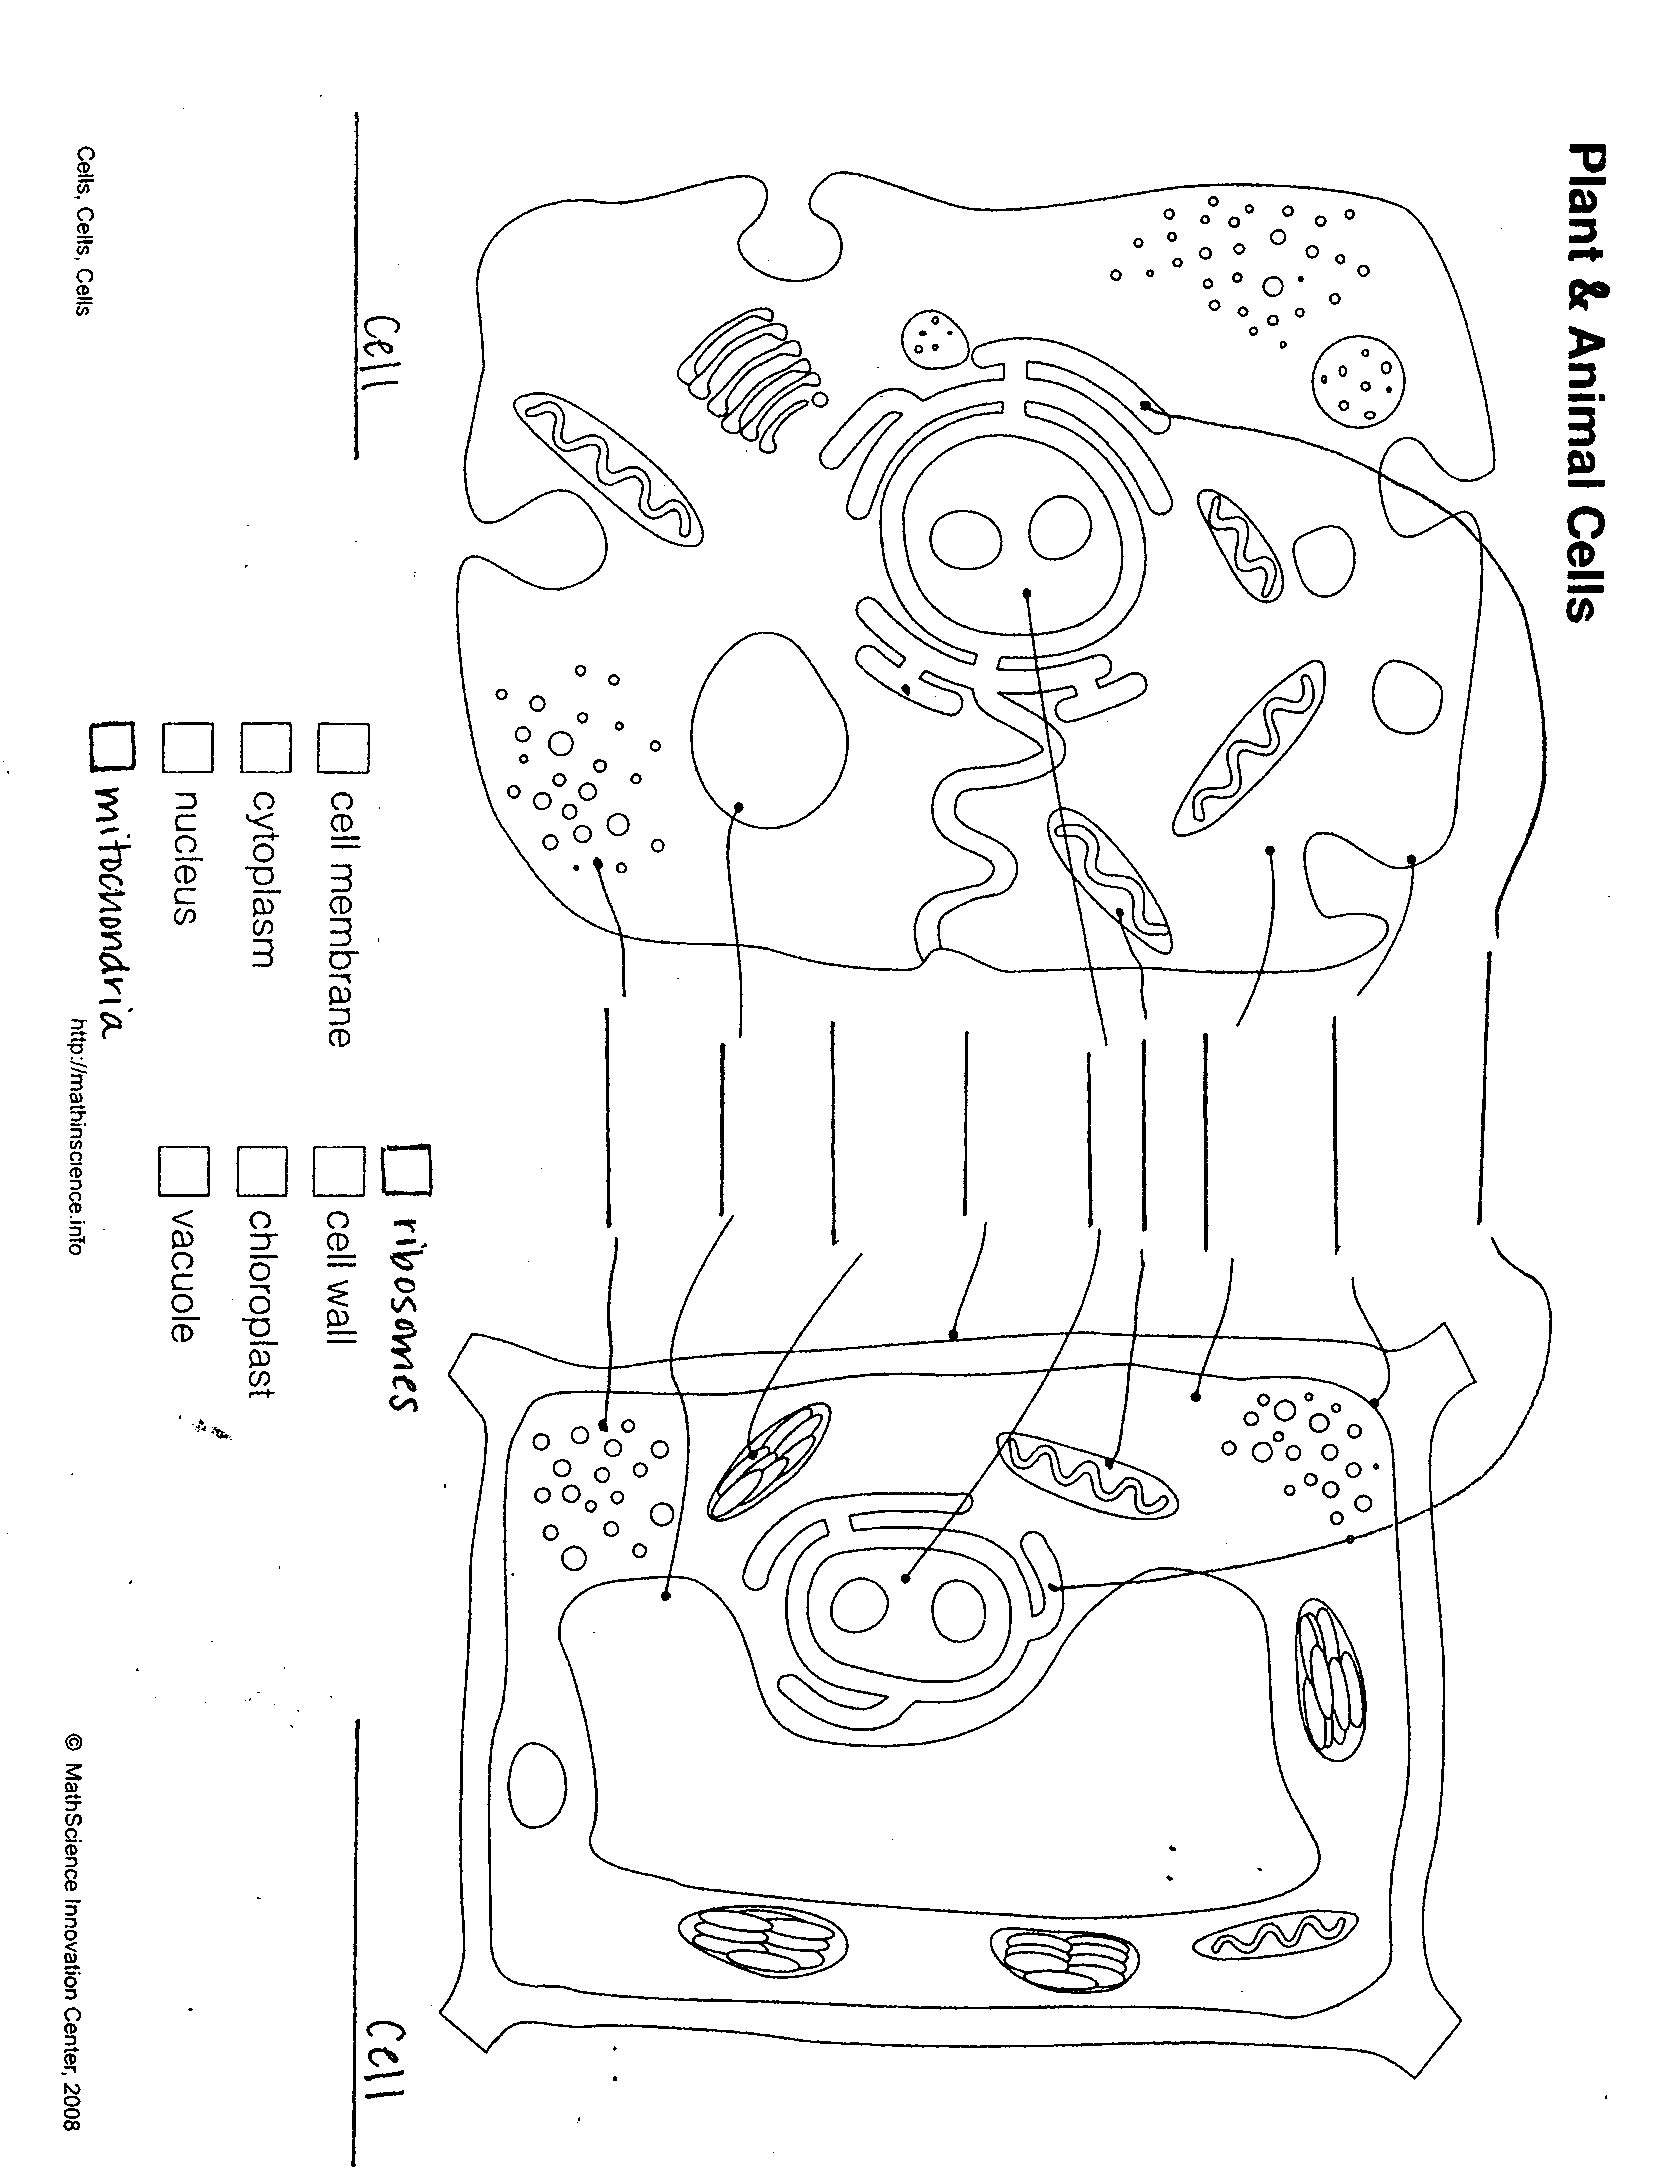 Plant & Animal Cells
Cell
Cell
ribosomes
cell membrane
cell wall
cytoplasm
chloroplast
nucleus
vacuole
mitochondria
Cells, Cells, Cells
http://mathinscience.info
© MathScience Innovation Center, 2008